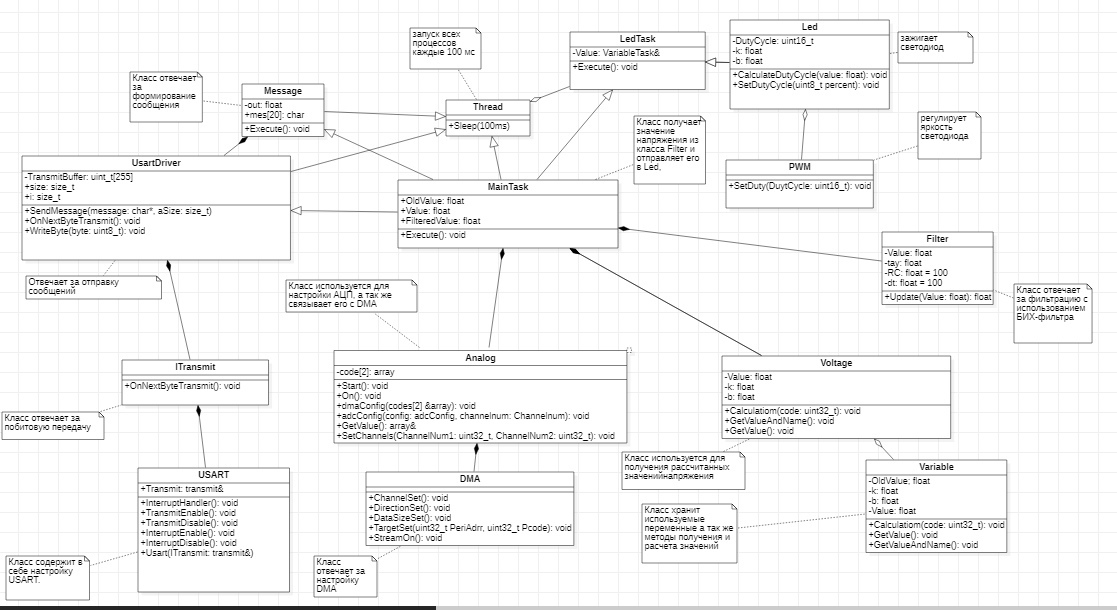 запуск всех
процессов
каждые 100 мс
LedTask
-Value: VariableTask&
+Execute(): void
Led
-DutyCycle: uint16_t
-k: float
-b: float
+CalculateDutyCycle(value: float): void
+SetDutyCycle(uint8_t percent): void
зажигает
светодиод
Класс отвечает
за
формирование
сообщения
Message
-out: float
+mes[20]: char
+Execute(): void
Thread
+Sleep(100ms)
Класс получает
значение
напряжения из
класса Filter и
отправляет его
в Led.
регулирует
яркость
светодиода
UsartDriver
-TransmitBuffer: uint_t[255]
+size: size_t
+i: size_t
+SendMessage(message: char*, aSize: size_t)
+OnNextByteTransmit(): void
+WriteByte(byte: uint8_t): void
MainTask
+OldValue: float
+Value: float
+FilteredValue: float
+Execute(): void
PWM
+SetDuty(DuytCycle: uint16_t): void
Filter
-Value: float
-tay: float
-RC: float = 100
-dt: float = 100
+Update(Value: float): float
Отвечает за отправку
сообщений
Класс используется для
настройки АЦП, а так же
связывает его с DMA
Класс отвечает
за фильтрацию с
использованием
БИХ-фильтра
ITransmit
+OnNextByteTransmit(): void
Analog
-code[2]: array
+Start(): void
+On(): void
+dmaConfig(codes[2] &array): void
+adcConfig(config: adcConfig, channelnum: Channelnum): void
+GetValue(): array&
+SetChannels(ChannelNum1: uint32_t, ChannelNum2: uint32_t): void
Voltage
-Value: float
-k: float
-b: float
+Calculatiom(code: uint32_t): void
+GetValueAndName(): void
+GetValue(): void
Класс отвечает за
побитовую передачу
Класс используется для
получения рассчитанных
значенийнапряжения
USART
+Transmit: transmit&
+InterruptHandler(): void
+TransmitEnable(): void
+TransmitDisable(): void
+InterruptEnable(): void
+InterruptDisable(): void
+Usart(ITransmit: transmit&)
DMA
+ChannelSet(): void
+DirectionSet(): void
+DataSizeSet(): void
+TargetSet(uint32_t PeriAdrr, uint32_t Pcode): void
+StreamOn(): void
Variable
-OldValue: float
-k: float
-b: float
-Value: float
+Calculatiom(code: uint32_t): void
+GetValue(): void
+GetValueAndName(): void
Класс хранит
используемые
переменные а так же
методы получения и
расчета значений
Класс содержит в
себе настройку
USART.
Класс
отвечает за
настройку
DMA